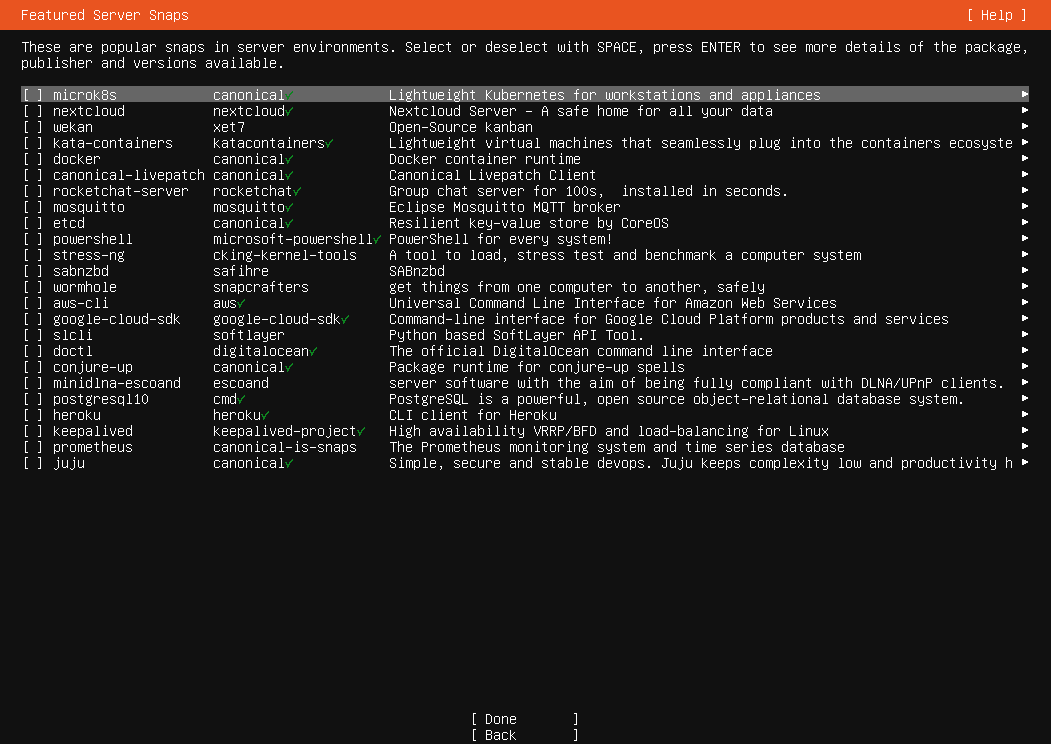 Featured Server Snaps [ Help ]
These are popular snaps in server environments. Select or deselect with SPACE, press ENTER to see more details of the package,
publisher and versions available.
[ ] microk8s canonical✓ Lightweight Kubernetes for workstations and appliances ▸
[ ] nextcloud nextcloud✓ Nextcloud Server - A safe home for all your data ▸
[ ] wekan xet7 Open-Source kanban ▸
[ ] kata-containers katacontainers✓ Lightweight virtual machines that seamlessly plug into the containers ecosyste ▸
[ ] docker canonical✓ Docker container runtime ▸
[ ] canonical-livepatch canonical✓ Canonical Livepatch Client ▸
[ ] rocketchat-server rocketchat✓ Group chat server for 100s,  installed in seconds. ▸
[ ] mosquitto mosquitto✓ Eclipse Mosquitto MQTT broker ▸
[ ] etcd canonical✓ Resilient key-value store by CoreOS ▸
[ ] powershell microsoft-powershell✓ PowerShell for every system! ▸
[ ] stress-ng cking-kernel-tools A tool to load, stress test and benchmark a computer system ▸
[ ] sabnzbd safihre SABnzbd ▸
[ ] wormhole snapcrafters get things from one computer to another, safely ▸
[ ] aws-cli aws✓ Universal Command Line Interface for Amazon Web Services ▸
[ ] google-cloud-sdk google-cloud-sdk✓ Command-line interface for Google Cloud Platform products and services ▸
[ ] slcli softlayer Python based SoftLayer API Tool. ▸
[ ] doctl digitalocean✓ The official DigitalOcean command line interface ▸
[ ] conjure-up canonical✓ Package runtime for conjure-up spells ▸
[ ] minidlna-escoand escoand server software with the aim of being fully compliant with DLNA/UPnP clients. ▸
[ ] postgresql10 cmd✓ PostgreSQL is a powerful, open source object-relational database system. ▸
[ ] heroku heroku✓ CLI client for Heroku ▸
[ ] keepalived keepalived-project✓ High availability VRRP/BFD and load-balancing for Linux ▸
[ ] prometheus canonical-is-snaps The Prometheus monitoring system and time series database ▸
[ ] juju canonical✓ Simple, secure and stable devops. Juju keeps complexity low and productivity h ▸
[ Done ]
[ Back ]